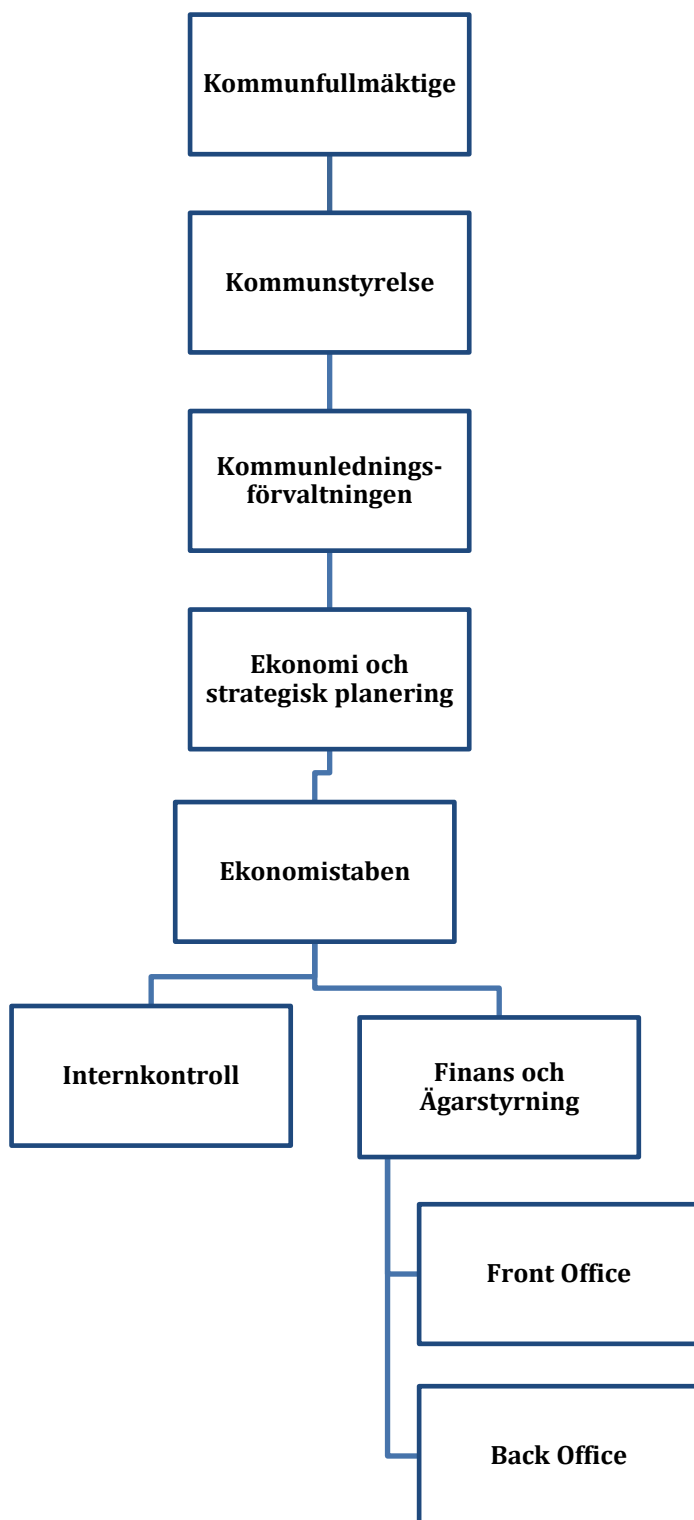 Kommunfullmäktige
Kommunstyrelse
Kommunlednings-
förvaltningen
Ekonomi och
strategisk planering
Ekonomistaben
Internkontroll
Finans och
Ägarstyrning
Front Office
Back Office